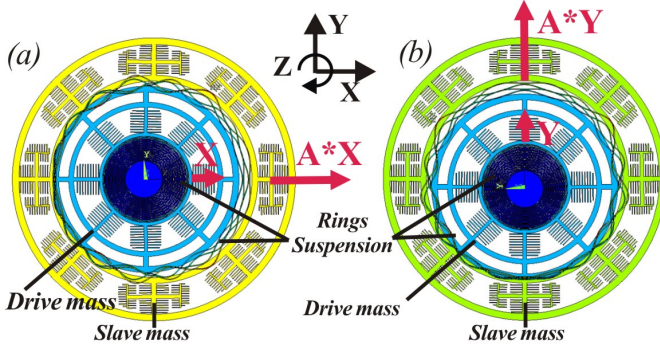 (a)
Y
Z
X
(b)
A*Y
X
A*X
Y
Rings
Suspension
Drive mass
Slave mass
Drive mass
Slave mass